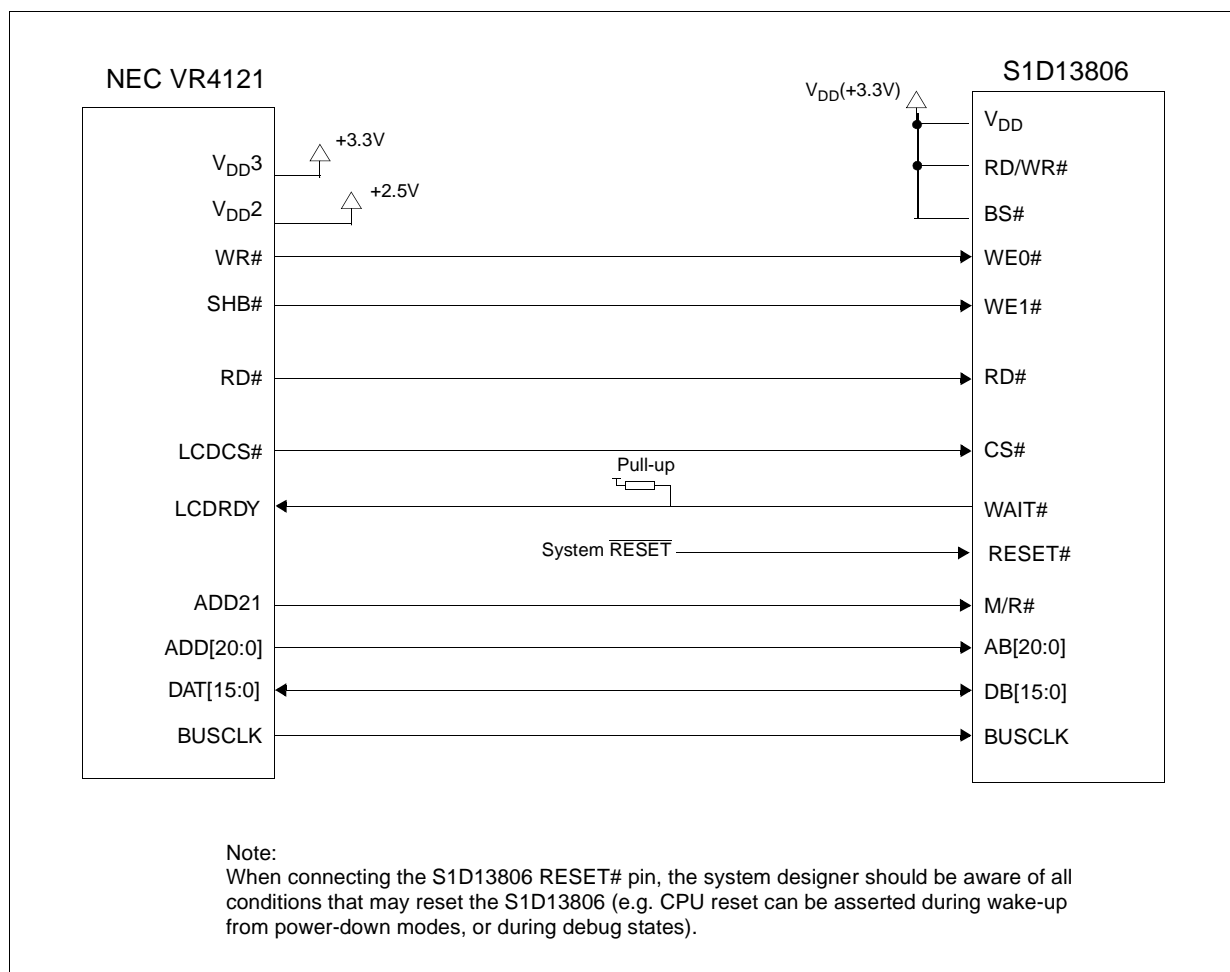 NEC VR4121
S1D13806
VDD(+3.3V)
VDD
+3.3V
VDD3
RD/WR#
+2.5V
VDD2
BS#
WR#
WE0#
SHB#
WE1#
RD#
RD#
LCDCS#
CS#
Pull-up
LCDRDY
WAIT#
System RESET
RESET#
ADD21
M/R#
ADD[20:0]
AB[20:0]
DAT[15:0]
DB[15:0]
BUSCLK
BUSCLK
Note:
When connecting the S1D13806 RESET# pin, the system designer should be aware of all
conditions that may reset the S1D13806 (e.g. CPU reset can be asserted during wake-up
from power-down modes, or during debug states).